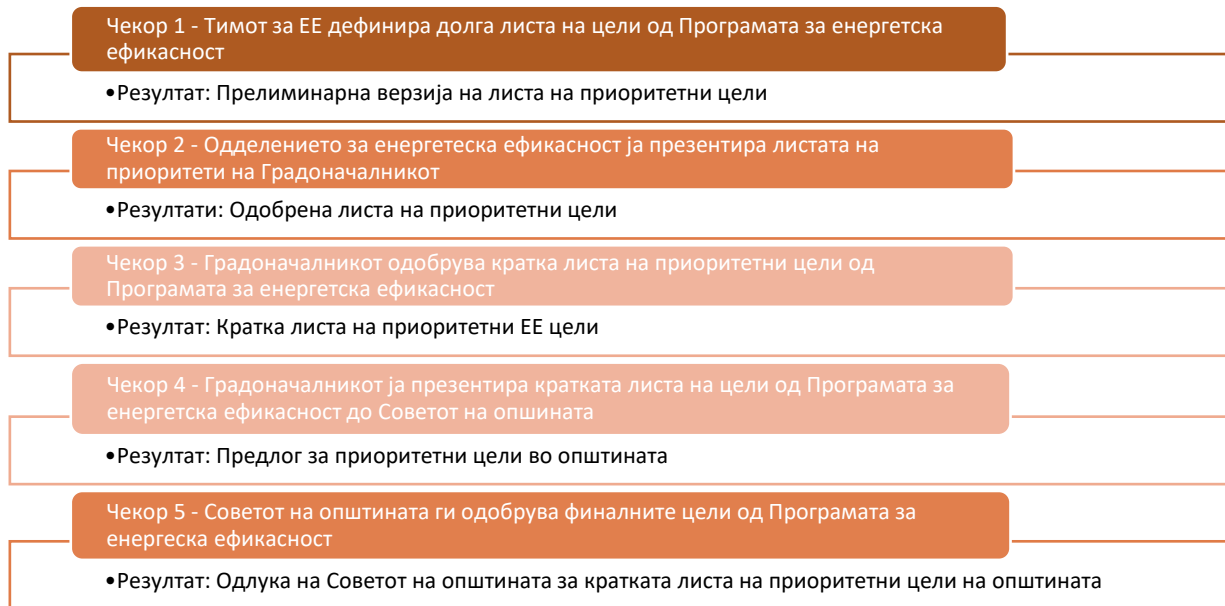 Чекор 1 - Тимот за ЕЕ дефинира долга листа на цели од Програмата за енергетска
ефикасност
•Резултат: Прелиминарна верзија на листа на приоритетни цели
Чекор 2 - Одделението за енергетеска ефикасност ја презентира листата на
приоритети на Градоначалникот
•Резултати: Одобрена листа на приоритетни цели
Чекор 3 - Градоначалникот одобрува кратка листа на приоритетни цели од
Програмата за енергетска ефикасност
•Резултат: Кратка листа на приоритетни ЕЕ цели
Чекор 4 - Градоначалникот ја презентира кратката листа на цели од Програмата за
енергетска ефикасност до Советот на опшината
•Резултат: Предлог за приоритетни цели во општината
Чекор 5 - Советот на општината ги одобрува финалните цели од Програмата за
енергеска ефикасност
•Резултат: Одлука на Советот на општината за кратката листа на приоритетни цели на општината